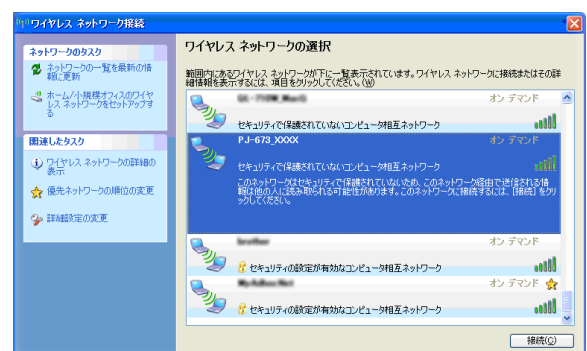 ワイヤレス ネットワーク接続
ネットワークのタスク
ネットワークの一覧を最新の情
報に更新
ホーム/小規模オフィスのワイヤ
レス ネットワークをセットアップす
る
関連したタスク
ワイヤレス ネットワークの詳細の
表示
優先ネットワークの順位の変更
詳細設定の変更
ワイヤレス ネットワークの選択
範囲内にあるワイヤレス ネットワークが下に一覧表示されています。ワイヤレス ネットワークに接続またはその詳
細情報を表示するには、項目をクリックしてください。(W)
オン デマンド
セキュリティで保護されていないコンピュータ相互ネットワーク
PJ-673_XXXX オン デマンド
セキュリティで保護されていないコンピュータ相互ネットワーク
このネットワークはセキュリティで保護されていないため、このネットワーク経由で送信される情
報は他の人に読み取られる可能性があります。このネットワークに接続するには、[接続] をクリ
ックしてください。
オン デマンド
セキュリティの設定が有効なコンピュータ相互ネットワーク
オン デマンド
セキュリティの設定が有効なコンピュータ相互ネットワーク
接続(C)